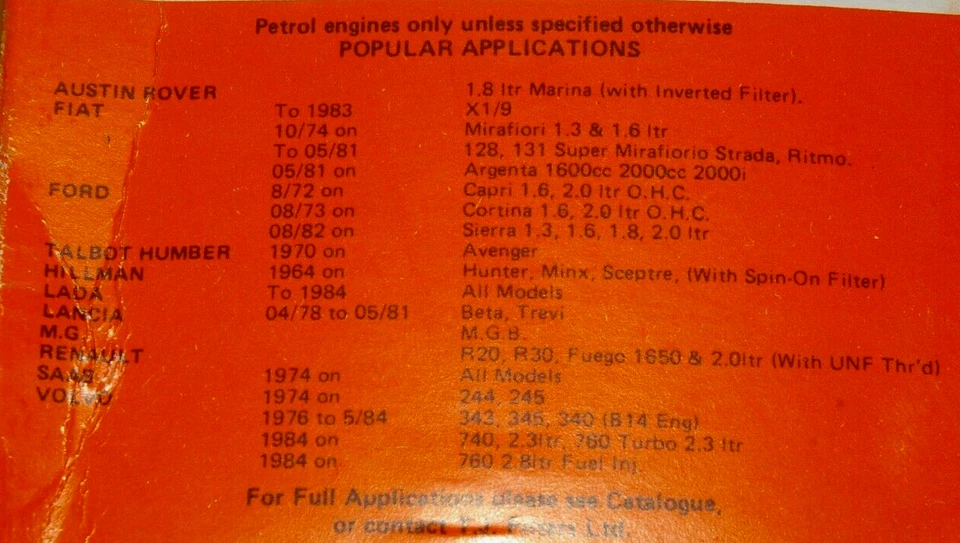 Petrol engines only unless specified otherwise
POPULAR APPLICATIONS
AUSTIN ROVER 1.8 ltr Marina (with Inverted Filter).
FIAT To 1983 X1/9
10/74 on Mirafiori 1.3 & 1.6 ltr
To 05/81 128, 131 Super Mirafiorio Strada, Ritmo.
05/81 on Argenta 1600cc 2000cc 2000i
FORD 8/72 on Capri 1.6, 2.0 ltr O.H.C.
08/73 on Cortina 1.6, 2.0 ltr O.H.C.
08/82 on Sierra 1.3, 1.6, 1.8, 2.0 ltr
TALBOT HUMBER 1970 on Avenger
HILLMAN 1964 on Hunter, Minx, Sceptre, (With Spin-On Filter)
LADA To 1984 All Models
LANCIA 04/78 to 05/81 Beta, Trevi
M.G. M.G.B.
RENAULT R20, R30, Fuego 1650 & 2.0ltr (With UNF Thr'd)
SAAB 1974 on All Models
VOLVO 1974 on 244, 245
1976 to 5/84 343, 345, 340 (B14 Eng)
1984 on 740, 2.3ltr, 760 Turbo 2.3 ltr
1984 on 760 2.8ltr Fuel Inj.
For Full Applications please see Catalogue,
or contact T.J. Ltd.